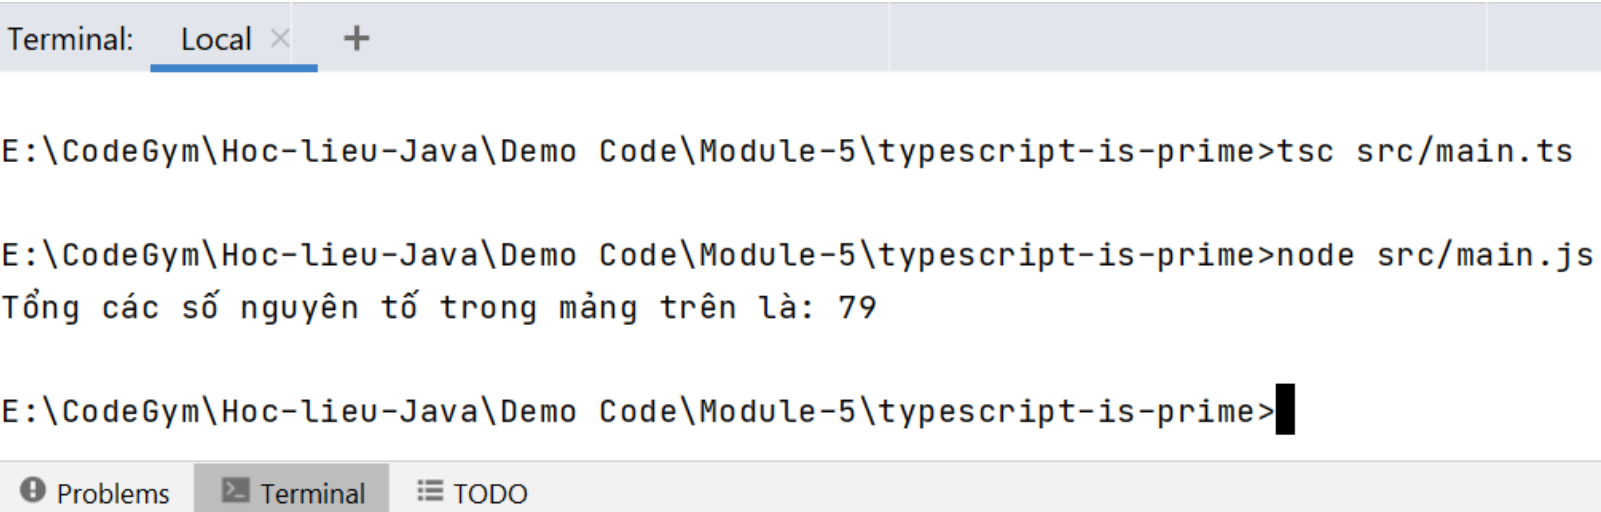 Terminal: Local × +
E:\CodeGym\Hoc-lieu-Java\Demo Code\Module-5\typescript-is-prime>tsc src/main.ts
E:\CodeGym\Hoc-lieu-Java\Demo Code\Module-5\typescript-is-prime>node src/main.js
Tổng các số nguyên tố trong mảng trên là: 79
E:\CodeGym\Hoc-lieu-Java\Demo Code\Module-5\typescript-is-prime>
Problems Terminal TODO